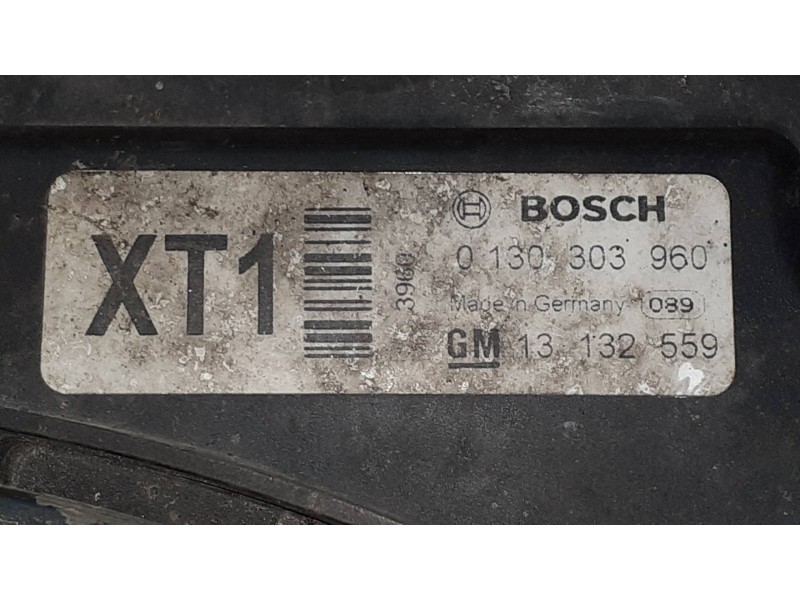 XT1
3960
BOSCH
0 130 303 960
Made in Germany 089
GM 13 132 559